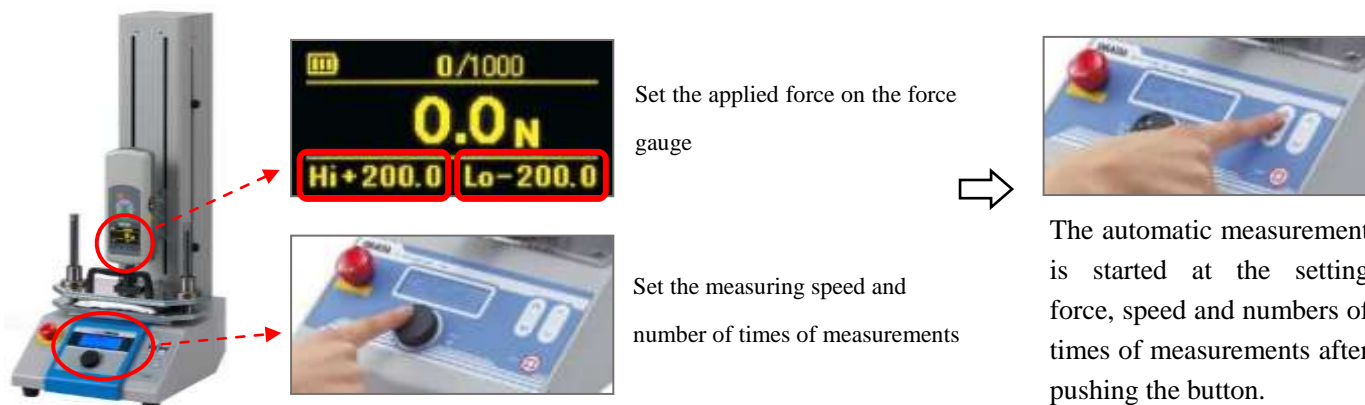 0/1000
0.0 N
Hi+200.0 Lo-200.0
Set the applied force on the force
gauge
Set the measuring speed and
number of times of measurements
The automatic measurement
is started at the setting
force, speed and numbers of
times of measurements after
pushing the button.